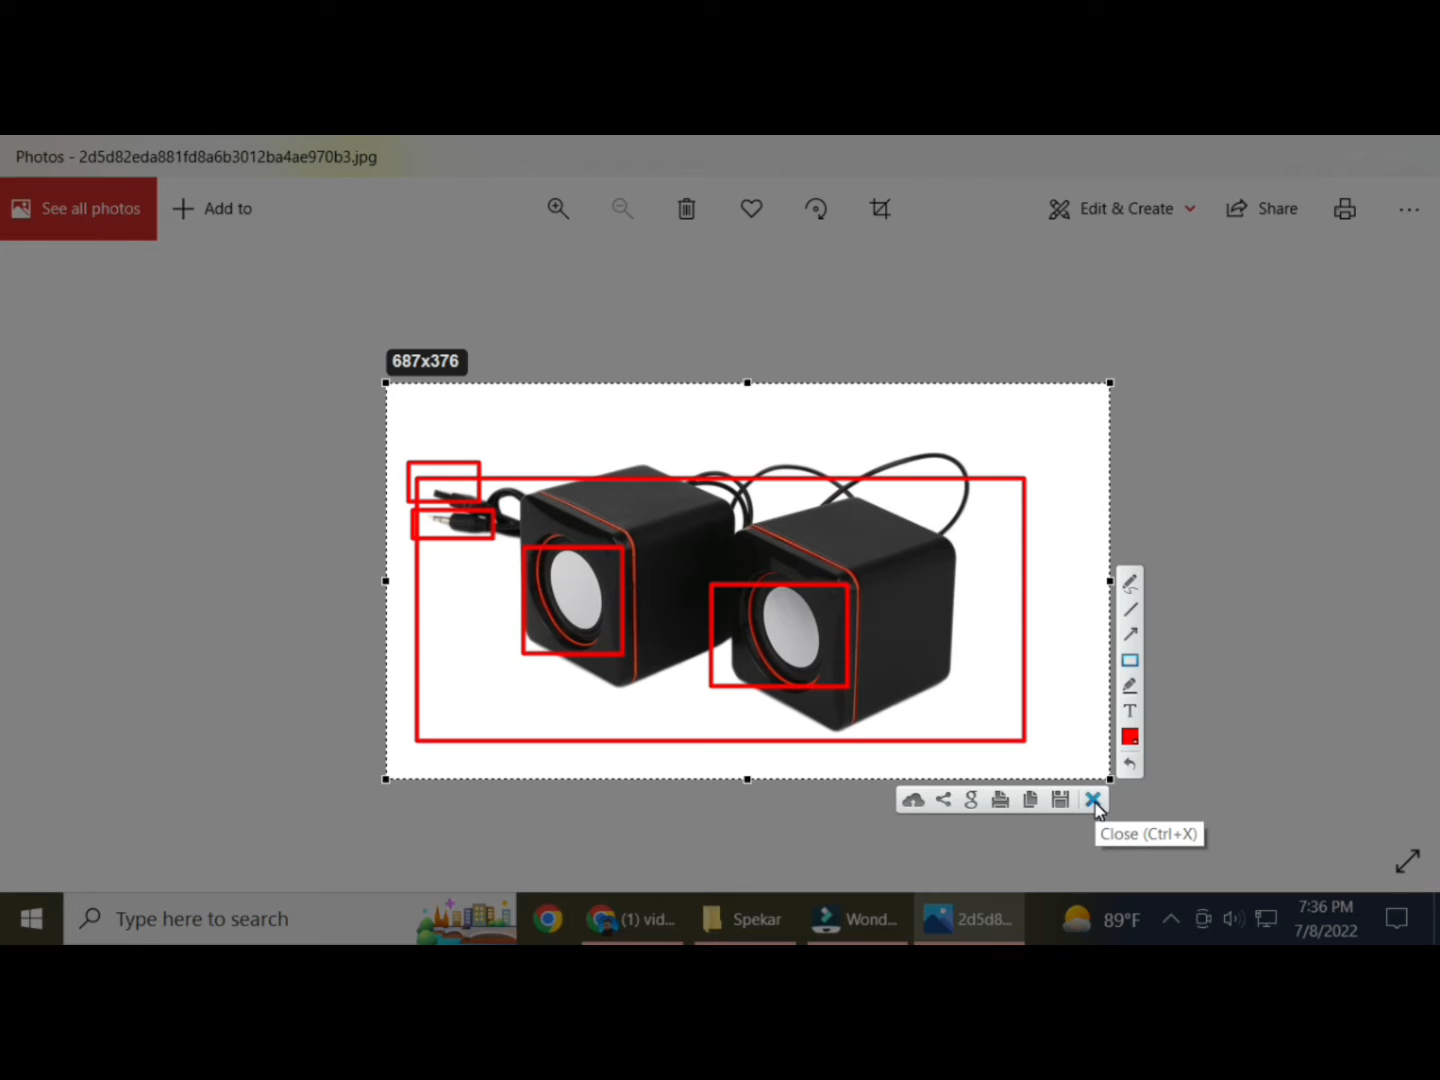 Photos - 2d5d82eda881fd8a6b3012ba4ae970b3.jpg
See all photos
Add to
Edit & Create
Share
687x376
T
g
Close (Ctrl+X)
Type here to search
(1) vid...
Spekar
Wond...
2d5d8...
89°F
7:36 PM
7/8/2022